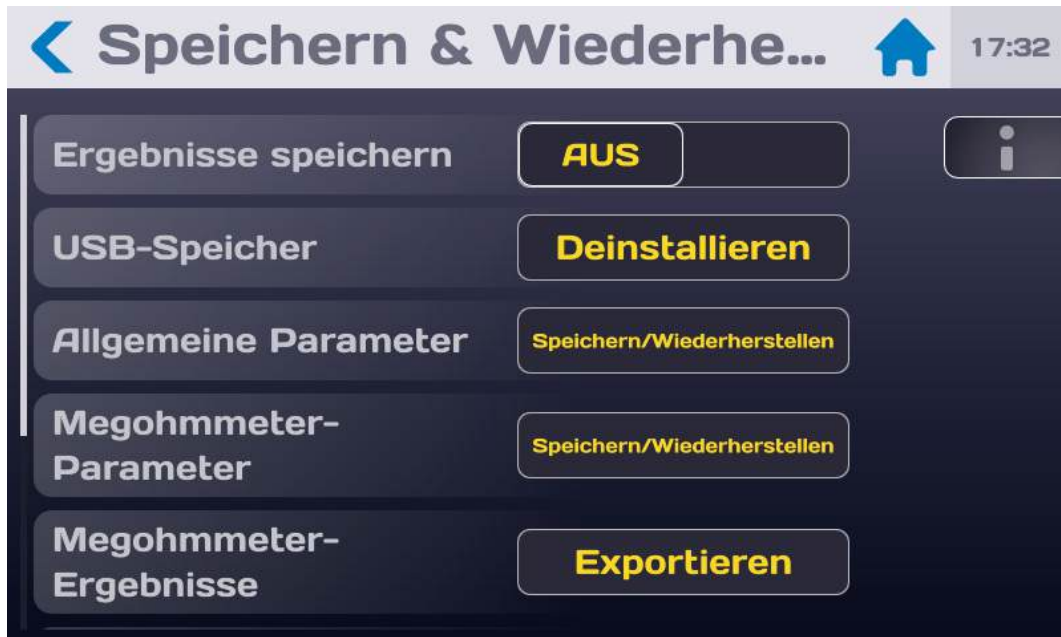 Speichern & Wiederhe...
17:32
Ergebnisse speichern
AUS
USB-Speicher
Deinstallieren
Allgemeine Parameter
Speichern/Wiederherstellen
Megohmmeter-
Parameter
Speichern/Wiederherstellen
Megohmmeter-
Ergebnisse
Exportieren